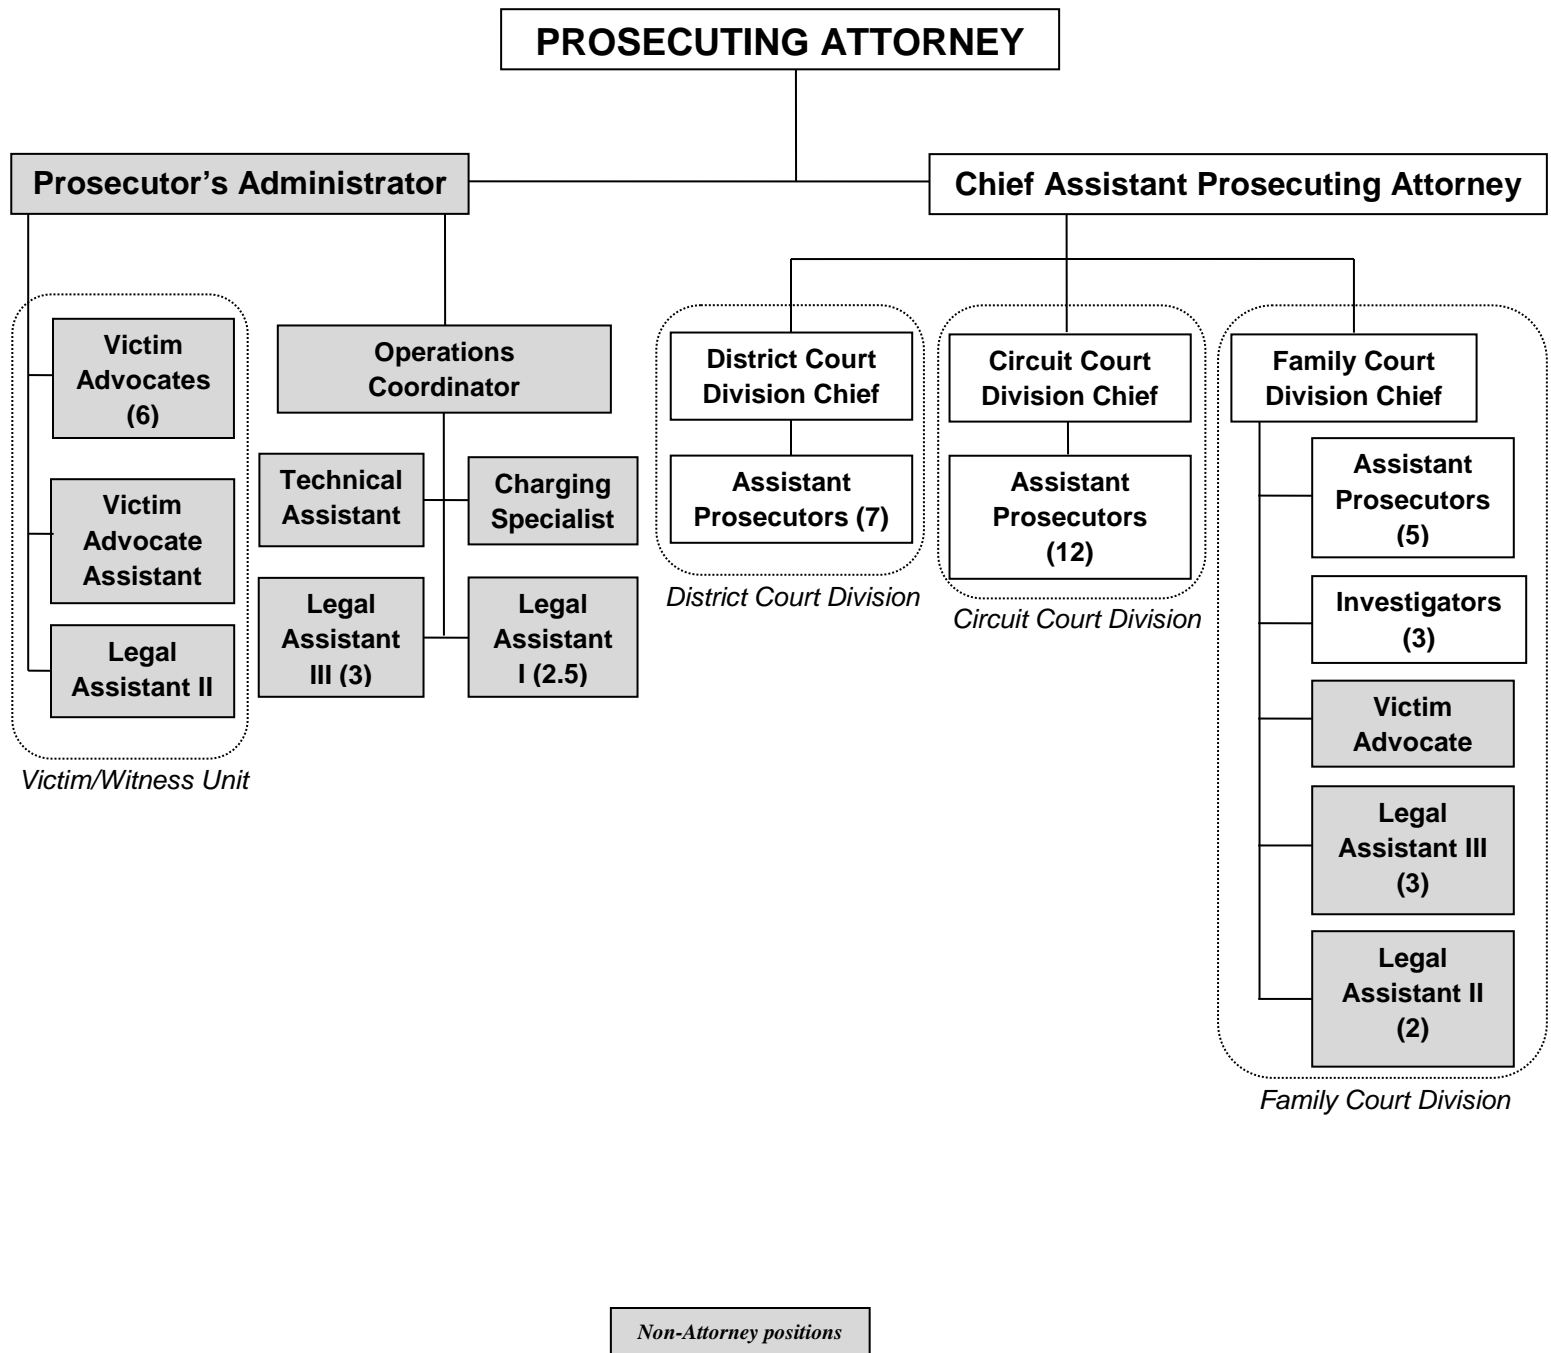 PROSECUTING ATTORNEY
Prosecutor’s Administrator
Chief Assistant Prosecuting Attorney
Victim
Advocates
(6)
Victim
Advocate
Assistant
Legal
Assistant II
Victim/Witness Unit
Operations
Coordinator
Technical
Assistant
Charging
Specialist
Legal
Assistant
III (3)
Legal
Assistant
I (2.5)
District Court
Division Chief
Assistant
Prosecutors (7)
District Court Division
Circuit Court
Division Chief
Assistant
Prosecutors
(12)
Circuit Court Division
Family Court
Division Chief
Assistant
Prosecutors
(5)
Investigators
(3)
Victim
Advocate
Legal
Assistant III
(3)
Legal
Assistant II
(2)
Family Court Division
Non-Attorney positions